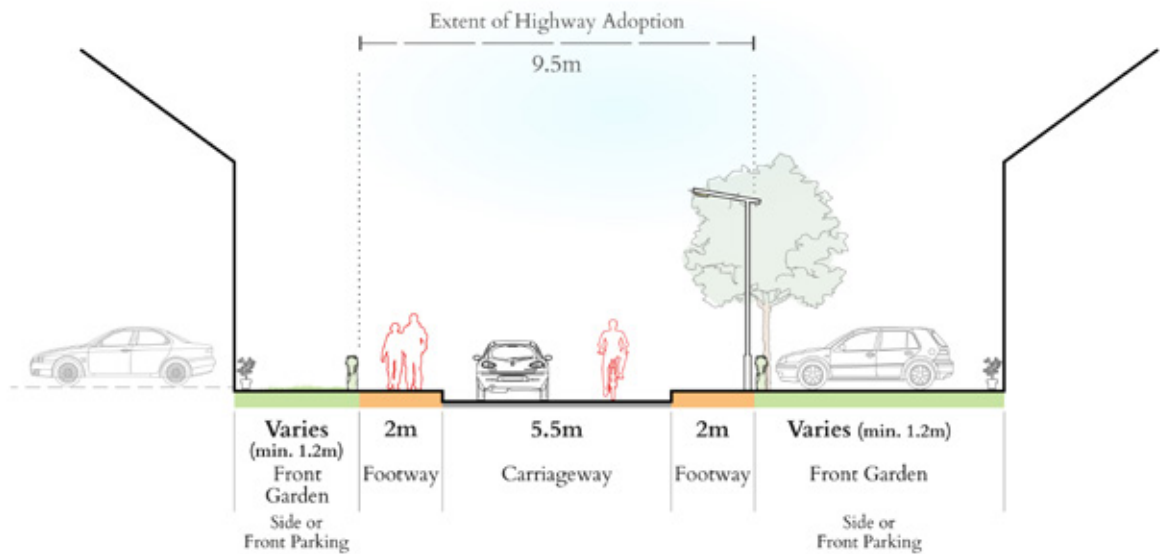 Extent of Highway Adoption
9.5m
Varies
(min. 1.2m)
Front
Garden
Side or
Front Parking
2m
Footway
5.5m
Carriageway
2m
Footway
Varies (min. 1.2m)
Front Garden
Side or
Front Parking